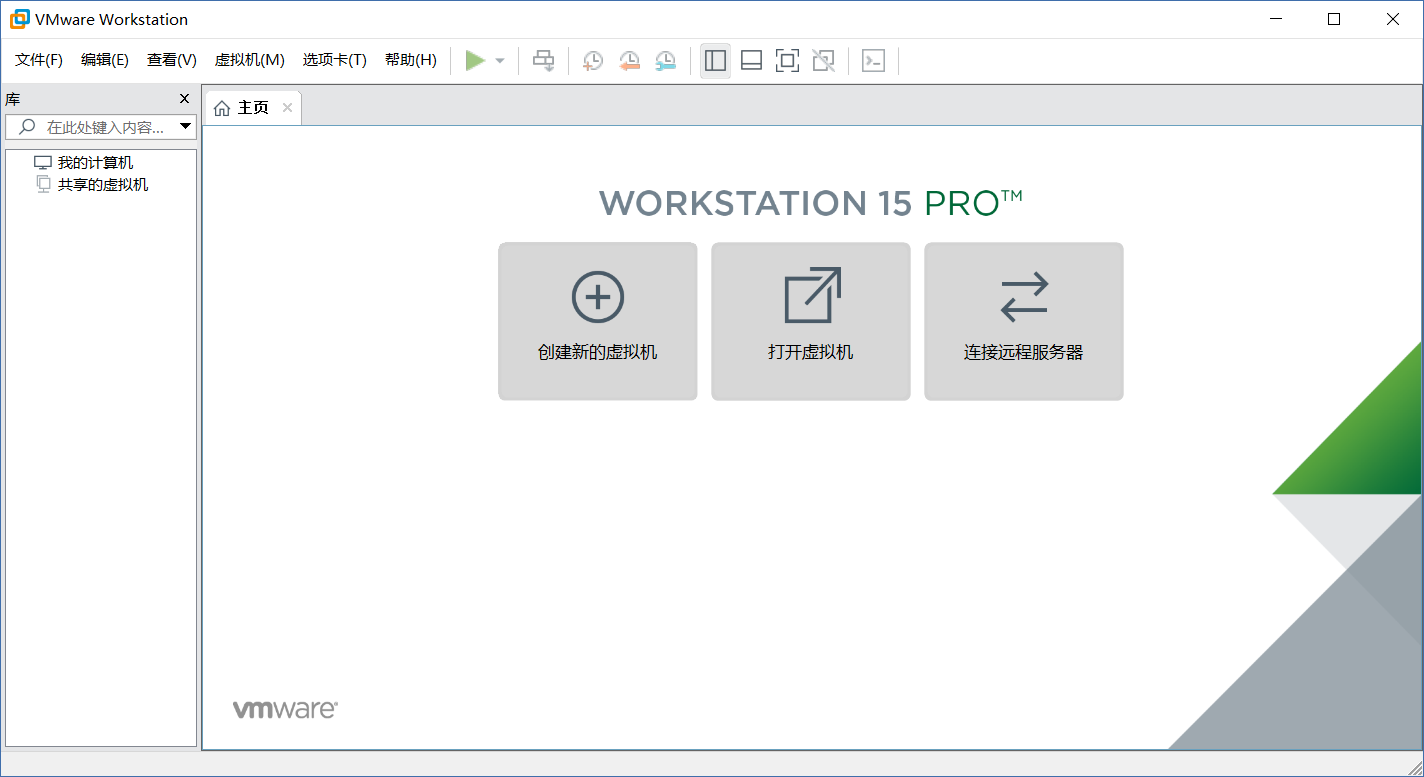 VMware Workstation
文件(F) 编辑(E) 查看(V) 虚拟机(M) 选项卡(T) 帮助(H)
库
在此处键入内容...
我的计算机
共享的虚拟机
主页
WORKSTATION 15 PRO™
创建新的虚拟机
打开虚拟机
连接远程服务器
vmware®